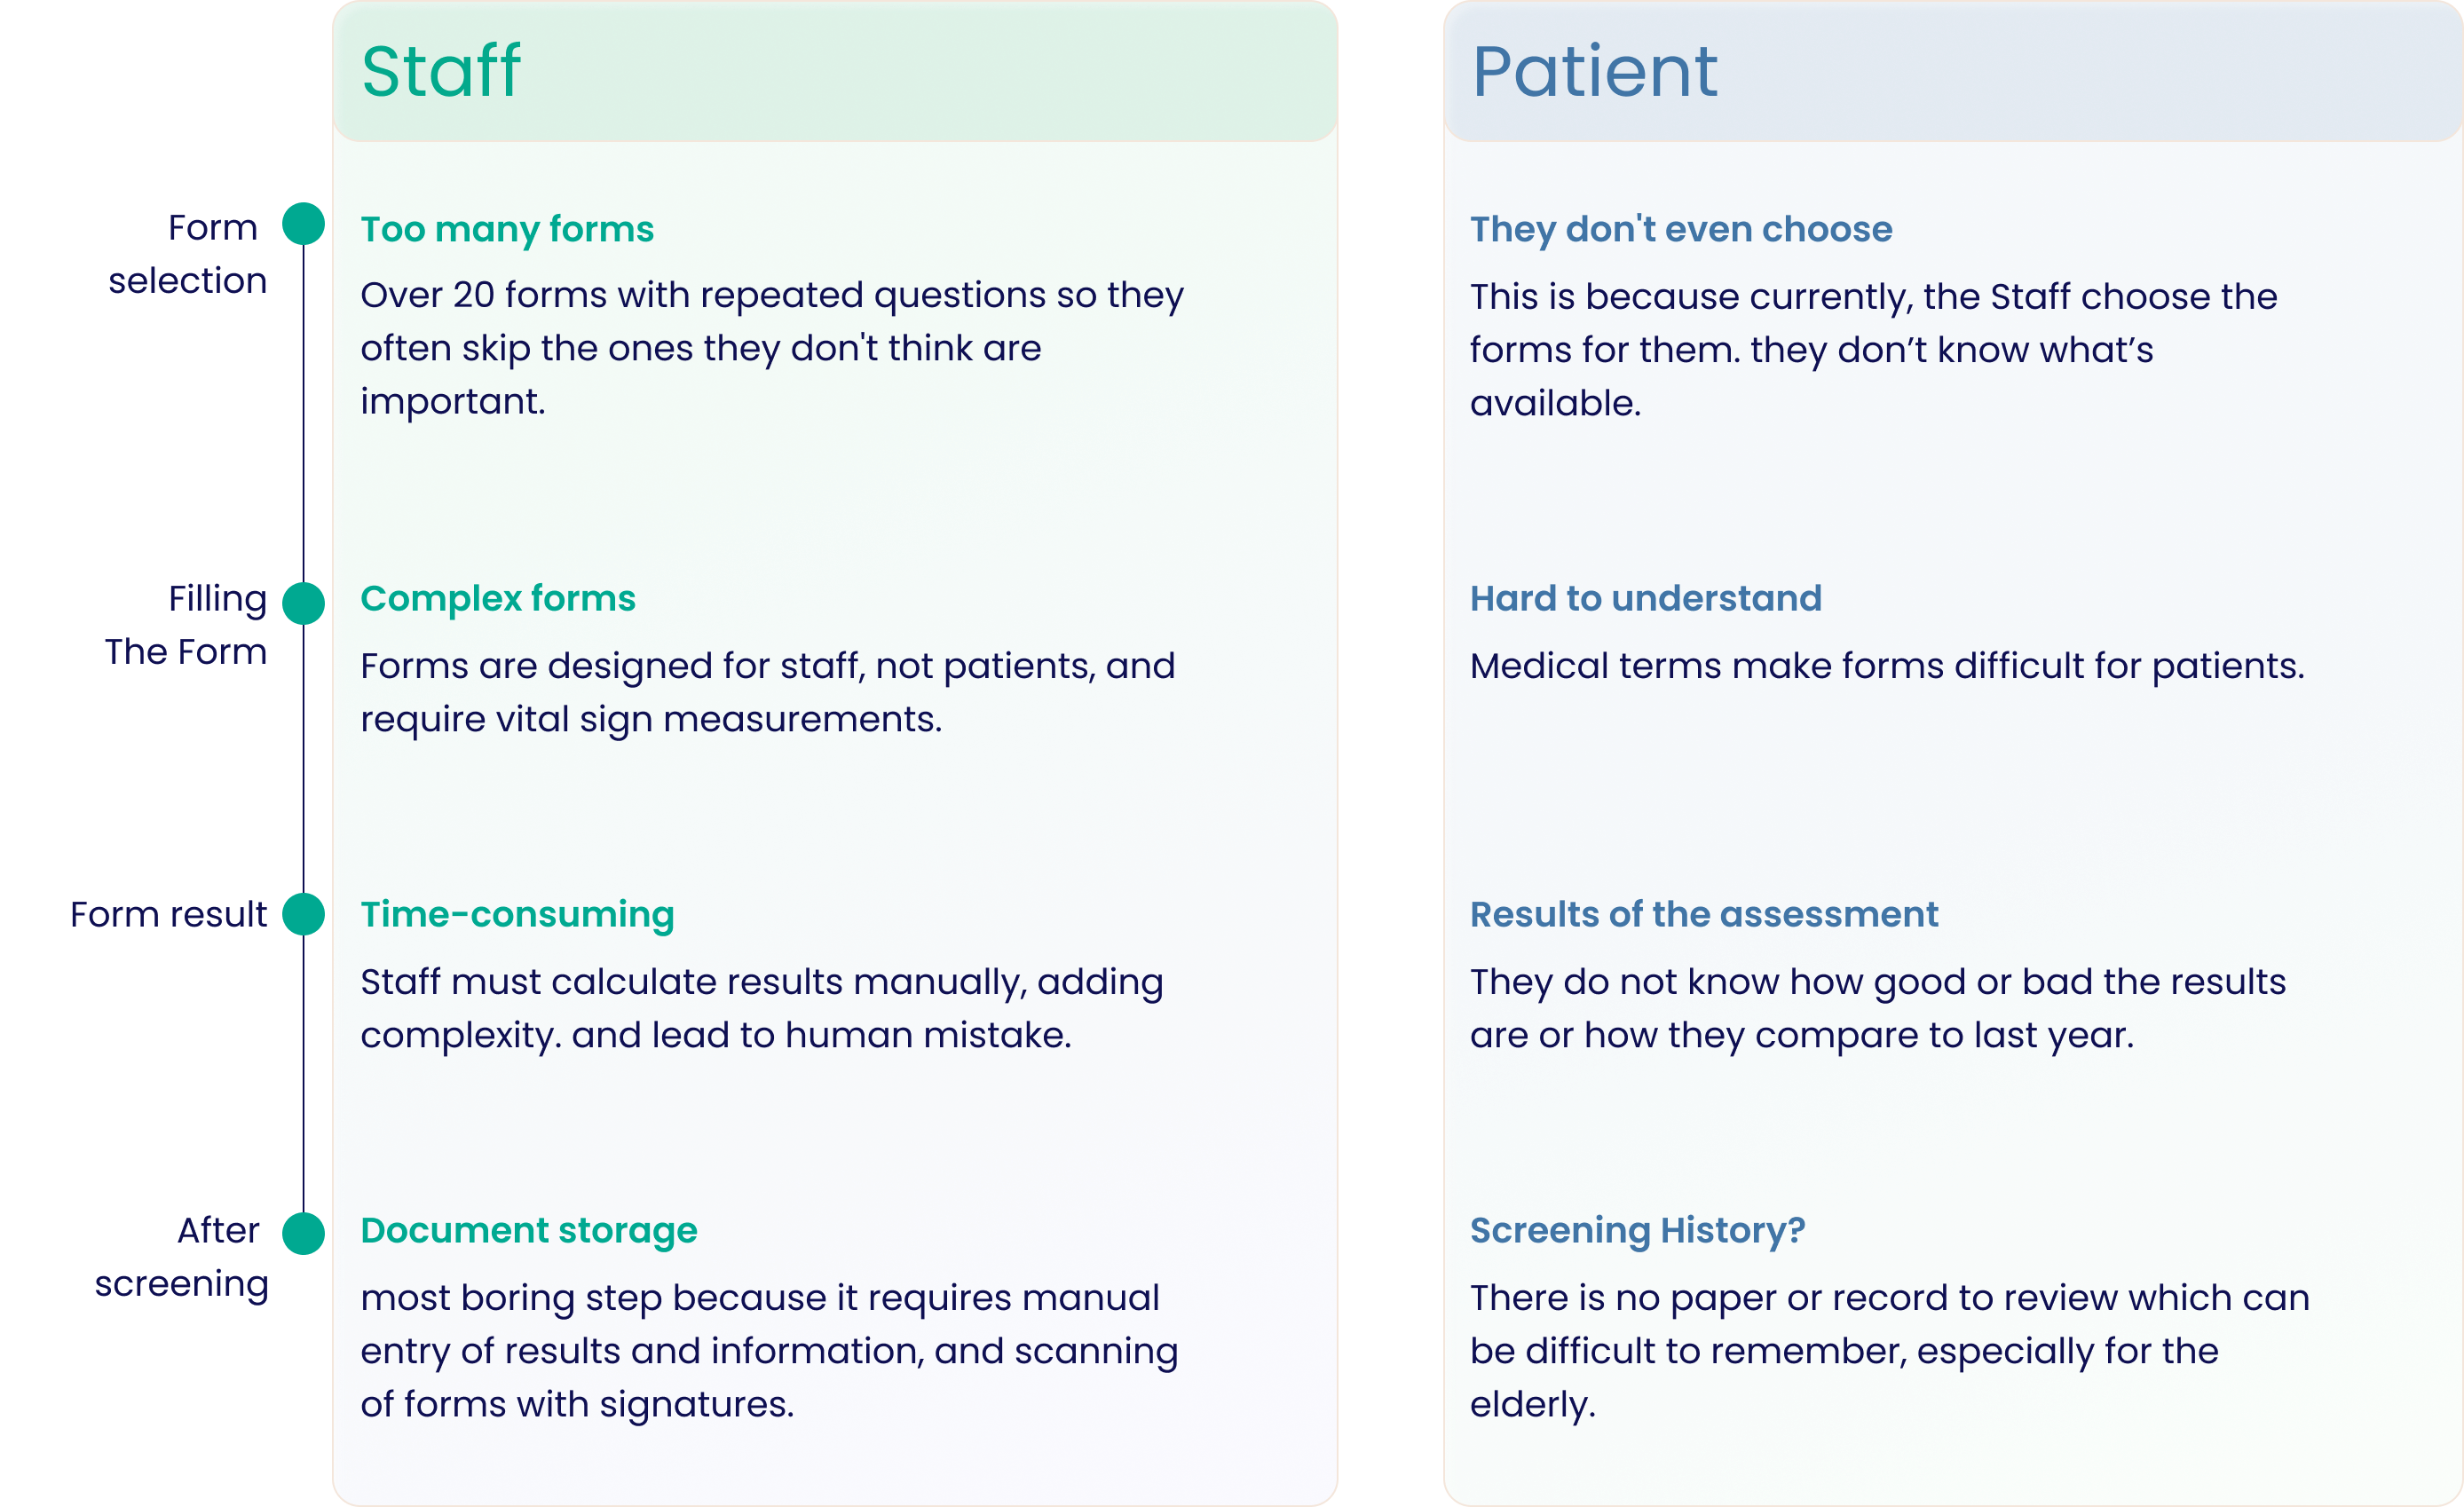 Staff
Patient
Form
selection
Too many forms
Over 20 forms with repeated questions so they
often skip the ones they don't think are
important.
They don't even choose
This is because currently, the Staff choose the
forms for them. they don’t know what’s
available.
Filling
The Form
Complex forms
Forms are designed for staff, not patients, and
require vital sign measurements.
Hard to understand
Medical terms make forms difficult for patients.
Form result
Time-consuming
Staff must calculate results manually, adding
complexity. and lead to human mistake.
Results of the assessment
They do not know how good or bad the results
are or how they compare to last year.
After
screening
Document storage
most boring step because it requires manual
entry of results and information, and scanning
of forms with signatures.
Screening History?
There is no paper or record to review which can
be difficult to remember, especially for the
elderly.